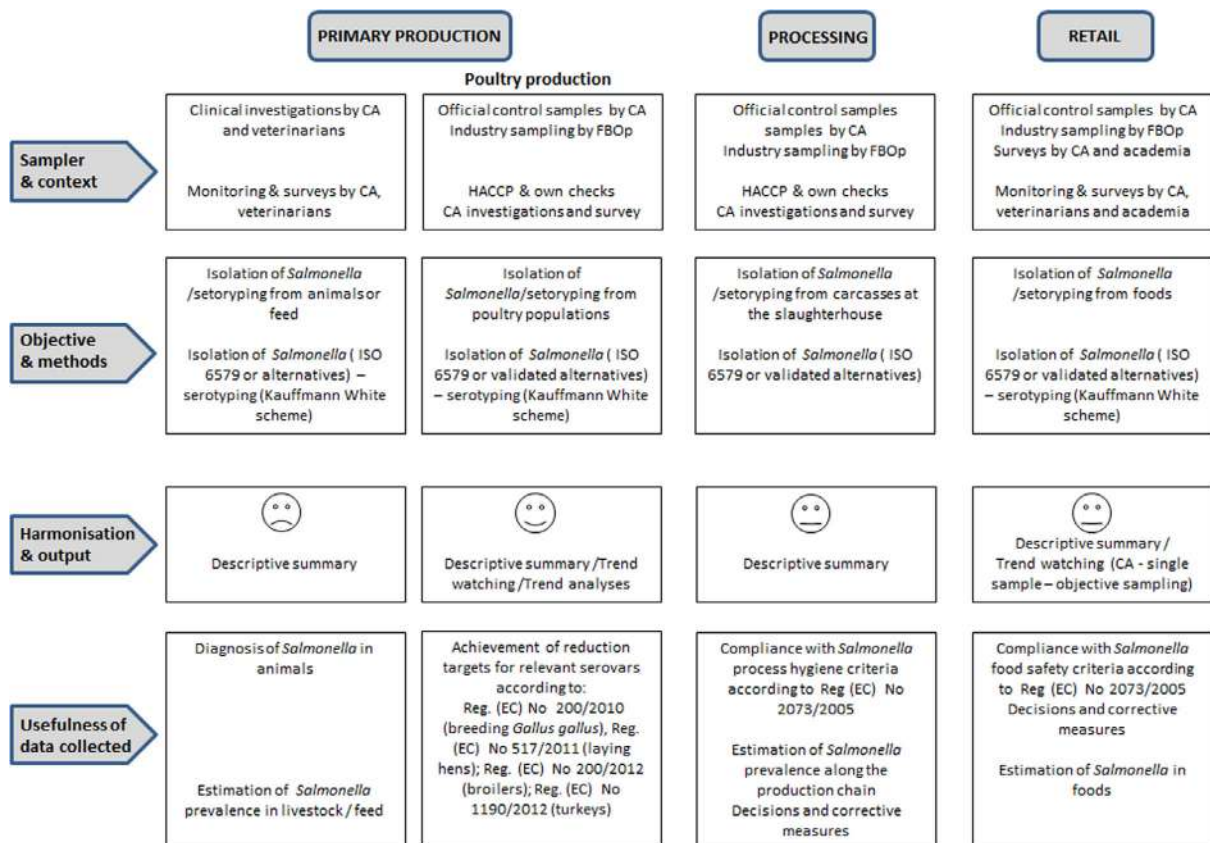 PRIMARY PRODUCTION
PROCESSING
RETAIL
Poultry production
Sampler
& context
Clinical investigations by CA
and veterinarians
Monitoring & surveys by CA,
veterinarians
Official control samples by CA
Industry sampling by FBOp
HACCP & own checks
CA investigations and survey
Official control samples
samples by CA
Industry sampling by FBOp
HACCP & own checks
CA investigations and survey
Official control samples by CA
Industry sampling by FBOp
Surveys by CA and academia
Monitoring & surveys by CA,
veterinarians and academia
Objective
& methods
Isolation of Salmonella
/setoryping from animals or
feed
Isolation of Salmonella ( ISO
6579 or alternatives) –
serotyping (Kauffmann White
scheme)
Isolation of
Salmonella/setoryping from
poultry populations
Isolation of Salmonella ( ISO
6579 or validated alternatives)
– serotyping (Kauffmann White
scheme)
Isolation of Salmonella
/setoryping from carcasses at
the slaughterhouse
Isolation of Salmonella ( ISO
6579 or validated alternatives)
Isolation of Salmonella
/setoryping from foods
Isolation of Salmonella ( ISO
6579 or validated alternatives)
– serotyping (Kauffmann White
scheme)
Harmonisation
& output
Descriptive summary
Descriptive summary /Trend
watching /Trend analyses
Descriptive summary
Descriptive summary /
Trend watching (CA - single
sample – objective sampling)
Usefulness of
data collected
Diagnosis of Salmonella in
animals
Estimation of Salmonella
prevalence in livestock / feed
Achievement of reduction
targets for relevant serovars
according to:
Reg. (EC) No 200/2010
(breeding Gallus gallus), Reg.
(EC) No 517/2011 (laying
hens); Reg. (EC) No 200/2012
(broilers); Reg. (EC) No
1190/2012 (turkeys)
Compliance with Salmonella
process hygiene criteria
according to Reg (EC) No
2073/2005
Estimation of Salmonella
prevalence along the
production chain
Decisions and corrective
measures
Compliance with Salmonella
food safety criteria according
to Reg (EC) No 2073/2005
Decisions and corrective
measures
Estimation of Salmonella in
foods